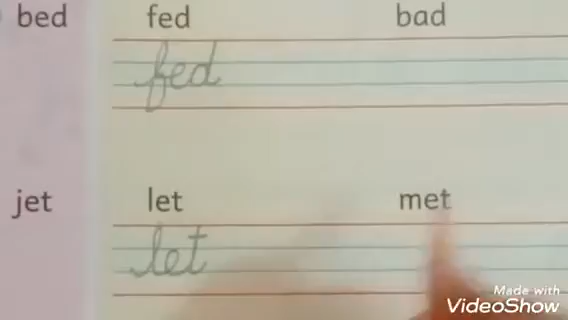 bed fed bad
fed
jet let met
let
Made with
VideoShow